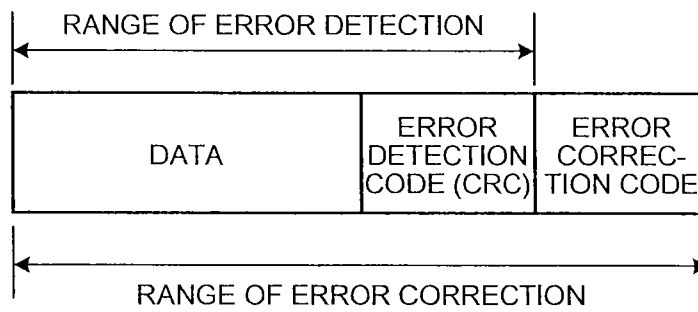 RANGE OF ERROR DETECTION
DATA
ERROR
DETECTION
CODE (CRC)
ERROR
CORREC-
TION CODE
RANGE OF ERROR CORRECTION